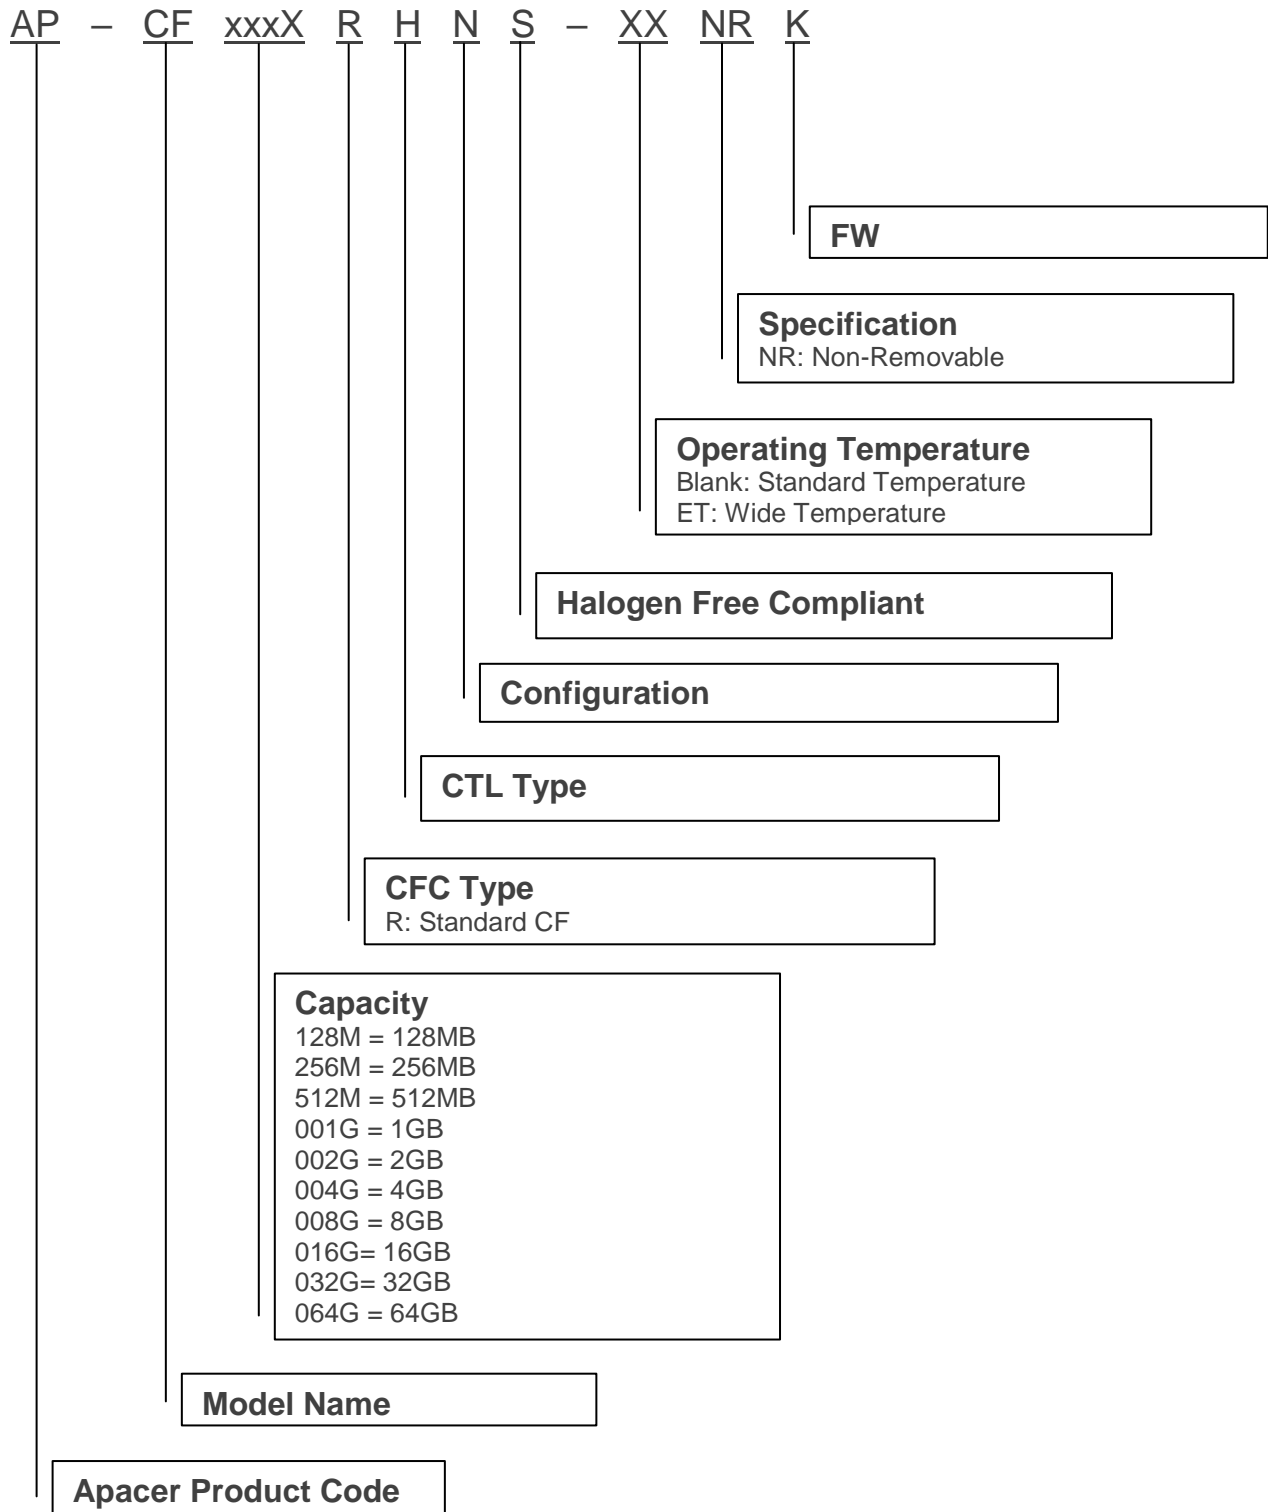 AP – CF xxxX R H N S – XX NR K
FW
Specification
NR: Non-Removable
Operating Temperature
Blank: Standard Temperature
ET: Wide Temperature
Halogen Free Compliant
Configuration
CTL Type
CFC Type
R: Standard CF
Capacity
128M = 128MB
256M = 256MB
512M = 512MB
001G = 1GB
002G = 2GB
004G = 4GB
008G = 8GB
016G= 16GB
032G= 32GB
064G = 64GB
Model Name
Apacer Product Code